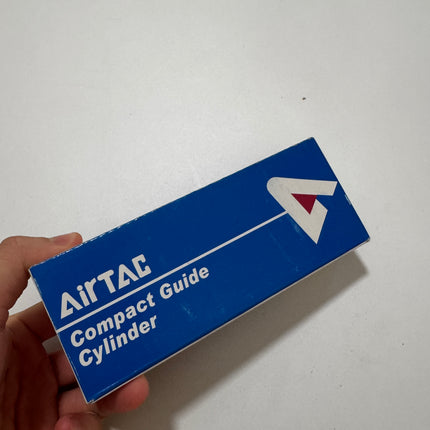 AirTAC
Compact Guide
Cylinder